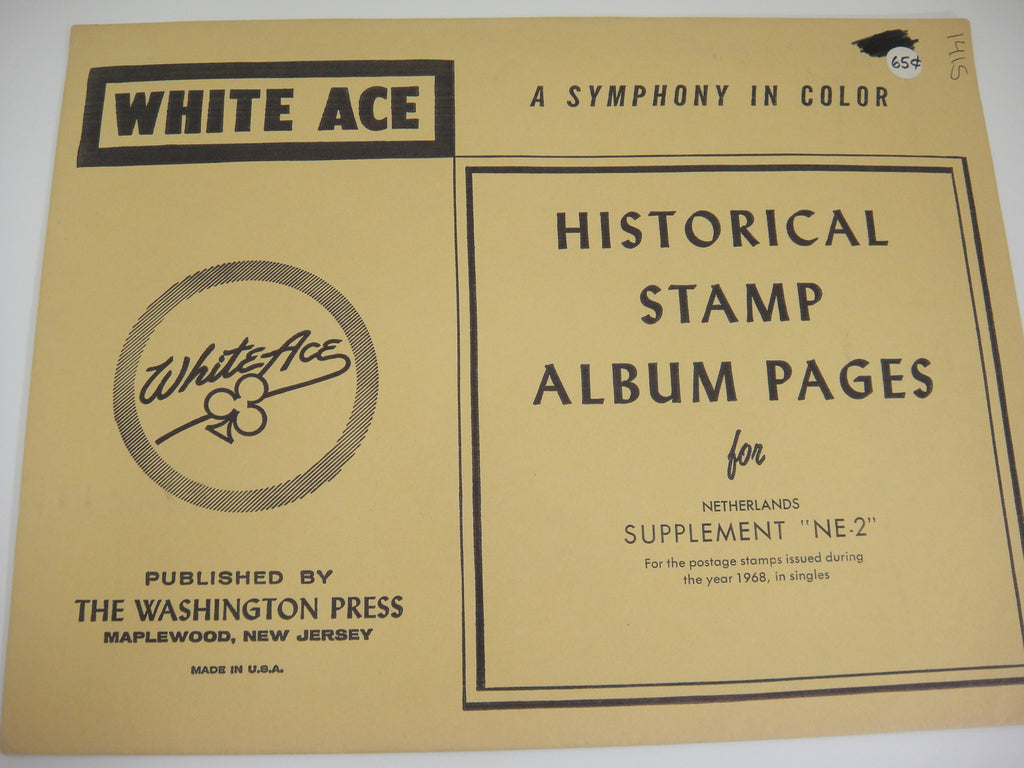 WHITE ACE
A SYMPHONY IN COLOR
65¢
1415
HISTORICAL
STAMP
ALBUM PAGES
for
NETHERLANDS
SUPPLEMENT "NE-2"
For the postage stamps issued during
the year 1968, in singles
White Ace
PUBLISHED BY
THE WASHINGTON PRESS
MAPLEWOOD, NEW JERSEY
MADE IN U.S.A.